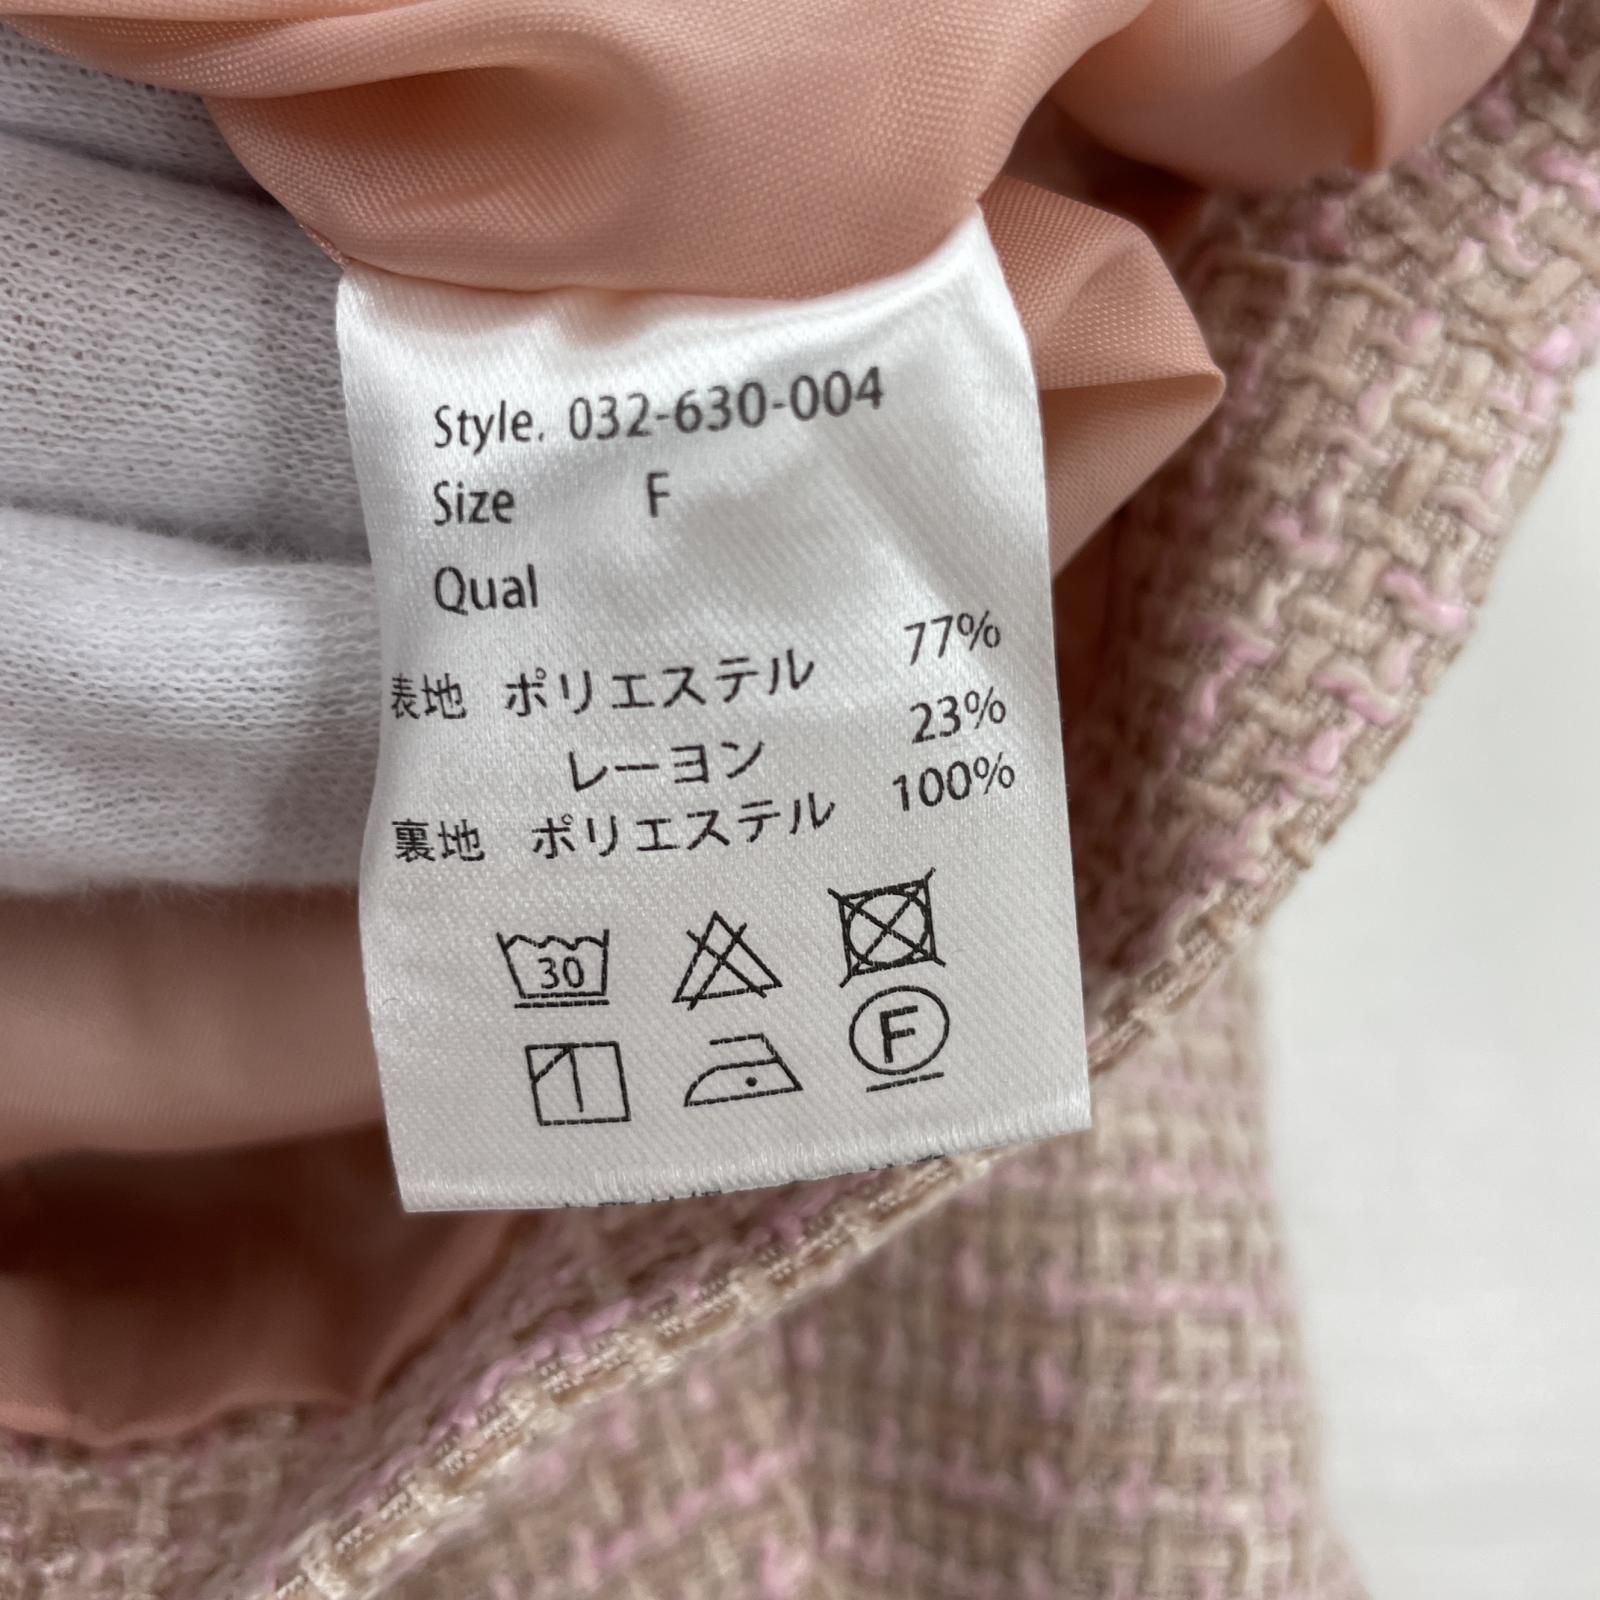 Style. 032-630-004
Size F
Qual
表地 ポリエステル 77%
レーヨン 23%
裏地 ポリエステル 100%
30
F